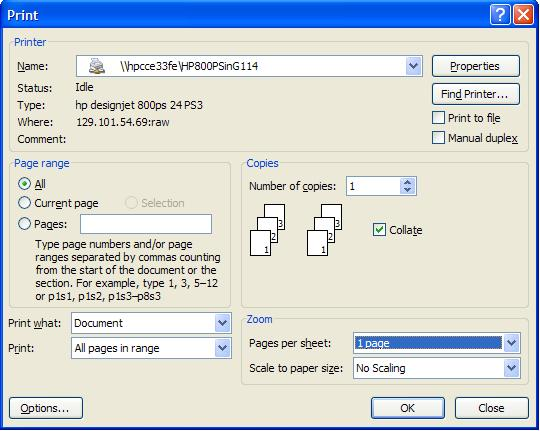 Print
Printer
Name: \\hpcce33fe\HP800PSinG114 Properties
Status: Idle
Type: hp designjet 800ps 24 PS3 Find Printer...
Where: 129.101.54.69:raw Print to file
Comment: Manual duplex
Page range
All
Current page Selection
Pages:
Type page numbers and/or page
ranges separated by commas counting
from the start of the document or the
section. For example, type 1, 3, 5–12
or p1s1, p1s2, p1s3–p8s3
Copies
Number of copies: 1
3 3
2 2
1 1
Collate
Print what: Document
Print: All pages in range
Zoom
Pages per sheet: 1 page
Scale to paper size: No Scaling
Options... OK Close